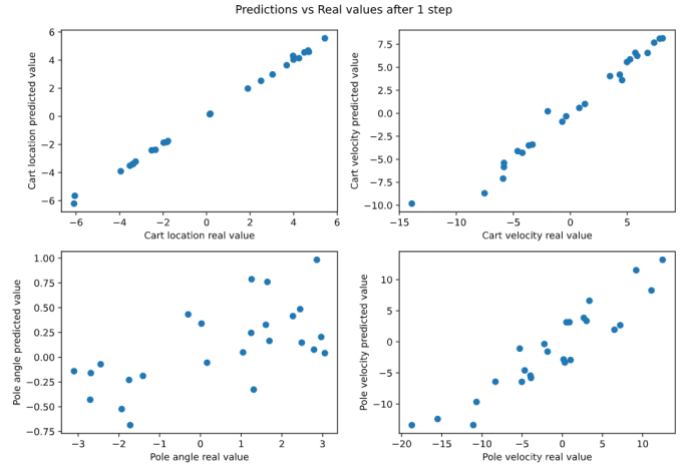 Predictions vs Real values after 1 step
Cart location predicted value
6
4
2
0
−2
−4
−6
−6 −4 −2 0 2 4 6
Cart location real value
Cart velocity predicted value
7.5
5.0
2.5
0.0
−2.5
−5.0
−7.5
−10.0
−15 −10 −5 0 5
Cart velocity real value
Pole angle predicted value
1.00
0.75
0.50
0.25
0.00
−0.25
−0.50
−0.75
−3 −2 −1 0 1 2 3
Pole angle real value
Pole velocity predicted value
10
5
0
−5
−10
−20 −15 −10 −5 0 5 10
Pole velocity real value